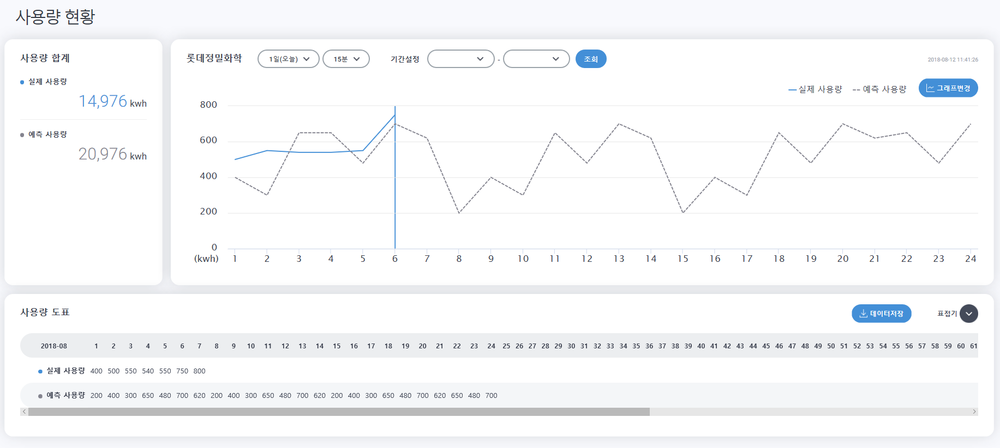 사용량 현황
사용량 합계
실제 사용량
14,976 kwh
예측 사용량
20,976 kwh
롯데정밀화학 1일(오늘) 15분 기간설정 - 조회 2018-08-12 11:41:26
실제 사용량 예측 사용량 그래프변경
800
600
400
200
0
(kwh) 1 2 3 4 5 6 7 8 9 10 11 12 13 14 15 16 17 18 19 20 21 22 23 24
사용량 도표 데이터저장 표접기
2018-08 1 2 3 4 5 6 7 8 9 10 11 12 13 14 15 16 17 18 19 20 21 22 23 24 25 26 27 28 29 30 31 32 33 34 35 36 37 38 39 40 41 42 43 44 45 46 47 48 49 50 51 52 53 54 55 56 57 58 59 60 61
실제 사용량 400 500 550 540 550 750 800
예측 사용량 200 400 300 650 480 700 620 200 400 300 650 480 700 620 200 400 300 650 480 700 620 650 480 700